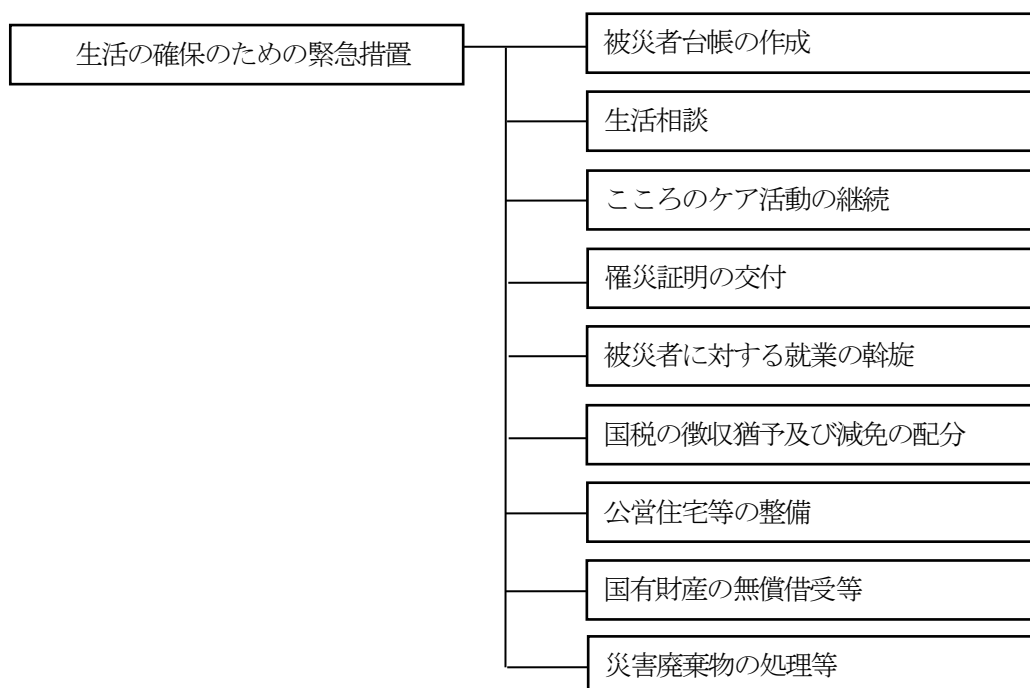 生活の確保のための緊急措置
被災者台帳の作成
生活相談
こころのケア活動の継続
罹災証明の交付
被災者に対する就業の斡旋
国税の徴収猶予及び減免の配分
公営住宅等の整備
国有財産の無償借受等
災害廃棄物の処理等